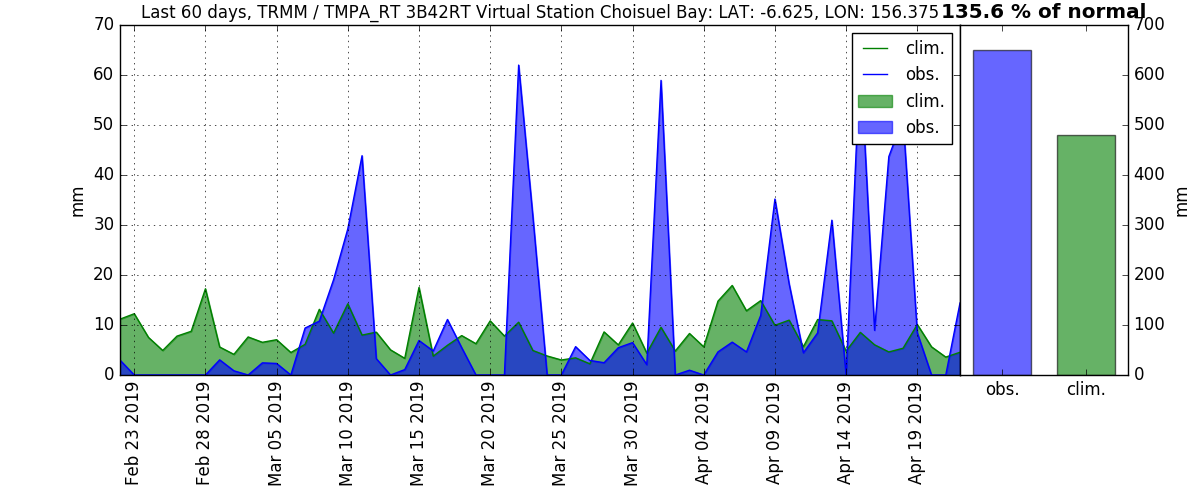 Last 60 days, TRMM / TMPA_RT 3B42RT Virtual Station Choisuel Bay: LAT: -6.625, LON: 156.375
135.6 % of normal
70
60
50
40
30
20
10
0
mm
clim.
obs.
clim.
obs.
Feb 23 2019
Feb 28 2019
Mar 05 2019
Mar 10 2019
Mar 15 2019
Mar 20 2019
Mar 25 2019
Mar 30 2019
Apr 04 2019
Apr 09 2019
Apr 14 2019
Apr 19 2019
700
600
500
400
300
200
100
0
mm
obs.
clim.